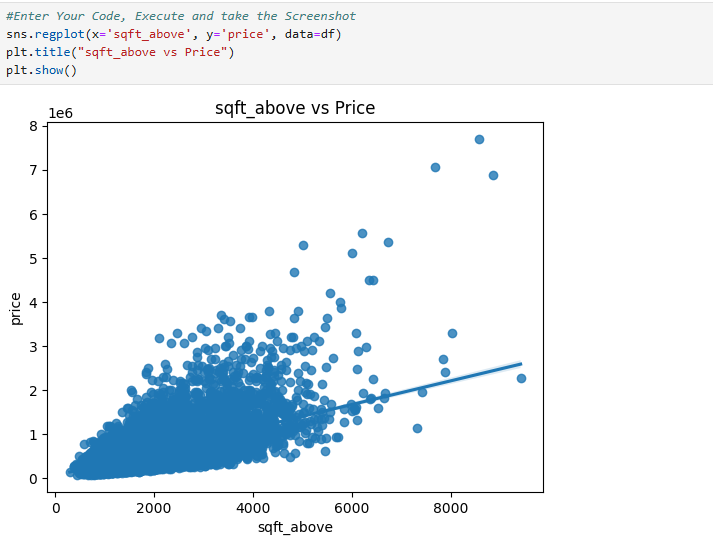 #Enter Your Code, Execute and take the Screenshot
sns.regplot(x='sqft_above', y='price', data=df)
plt.title("sqft_above vs Price")
plt.show()
sqft_above vs Price
1e6
8
7
6
5
4
3
2
1
0
price
0 2000 4000 6000 8000
sqft_above